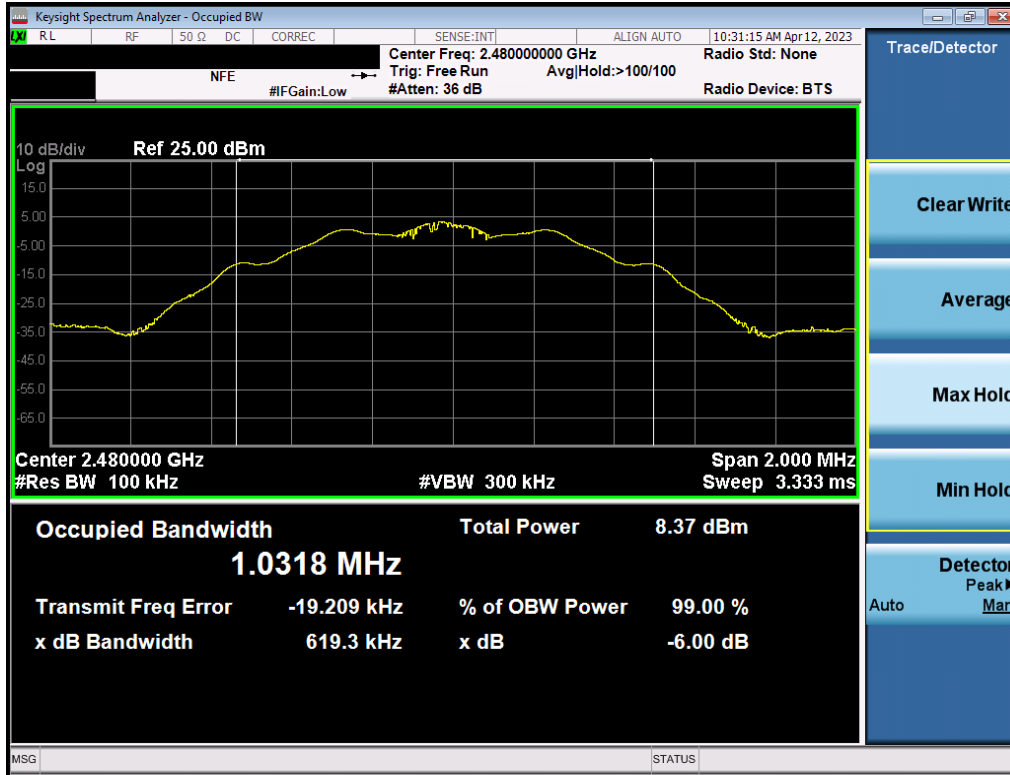 Keysight Spectrum Analyzer - Occupied BW
LXI RL RF 50 Ω DC CORREC SENSE:INT ALIGN AUTO 10:31:15 AM Apr 12, 2023
Center Freq: 2.480000000 GHz Radio Std: None
NFE Trig: Free Run Avg|Hold:>100/100
#IFGain:Low #Atten: 36 dB Radio Device: BTS
Trace/Detector
10 dB/div Ref 25.00 dBm
Log
15.0
5.00
-5.00
-15.0
-25.0
-35.0
-45.0
-55.0
-65.0
Center 2.480000 GHz Span 2.000 MHz
#Res BW 100 kHz #VBW 300 kHz Sweep 3.333 ms
Occupied Bandwidth Total Power 8.37 dBm
1.0318 MHz
Transmit Freq Error -19.209 kHz % of OBW Power 99.00 %
x dB Bandwidth 619.3 kHz x dB -6.00 dB
Clear Write
Average
Max Hold
Min Hold
Detector
Peak
Auto Man
MSG STATUS